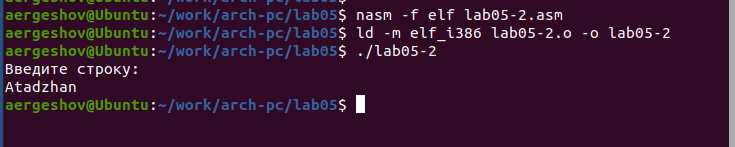 aergeshov@Ubuntu:~/work/arch-pc/lab05$ nasm -f elf lab05-2.asm
aergeshov@Ubuntu:~/work/arch-pc/lab05$ ld -m elf_i386 lab05-2.o -o lab05-2
aergeshov@Ubuntu:~/work/arch-pc/lab05$ ./lab05-2
Введите строку:
Atadzhan
aergeshov@Ubuntu:~/work/arch-pc/lab05$